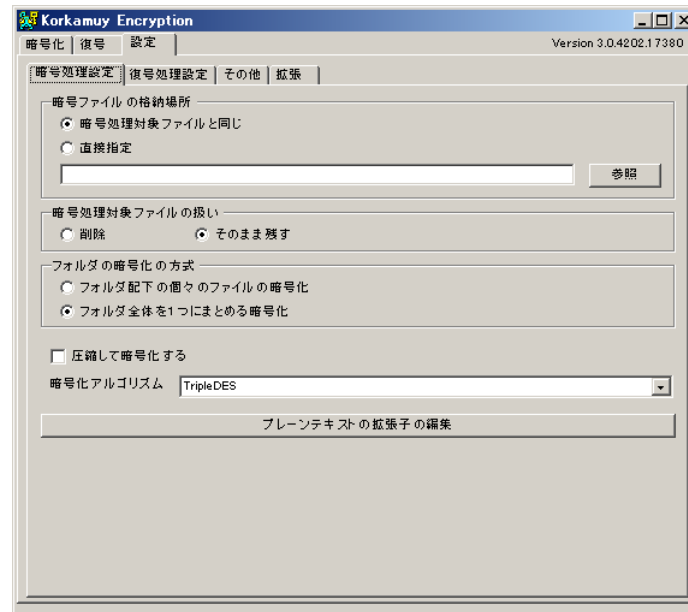 Korkamuy Encryption
暗号化 復号 設定 Version 3.0.4202.17380
暗号処理設定 復号処理設定 その他 拡張
暗号ファイルの格納場所
暗号処理対象ファイルと同じ
直接指定
参照
暗号処理対象ファイルの扱い
削除 そのまま残す
フォルダの暗号化の方式
フォルダ配下の個々のファイルの暗号化
フォルダ全体を1つにまとめる暗号化
圧縮して暗号化する
暗号化アルゴリズム TripleDES
プレーンテキストの拡張子の編集